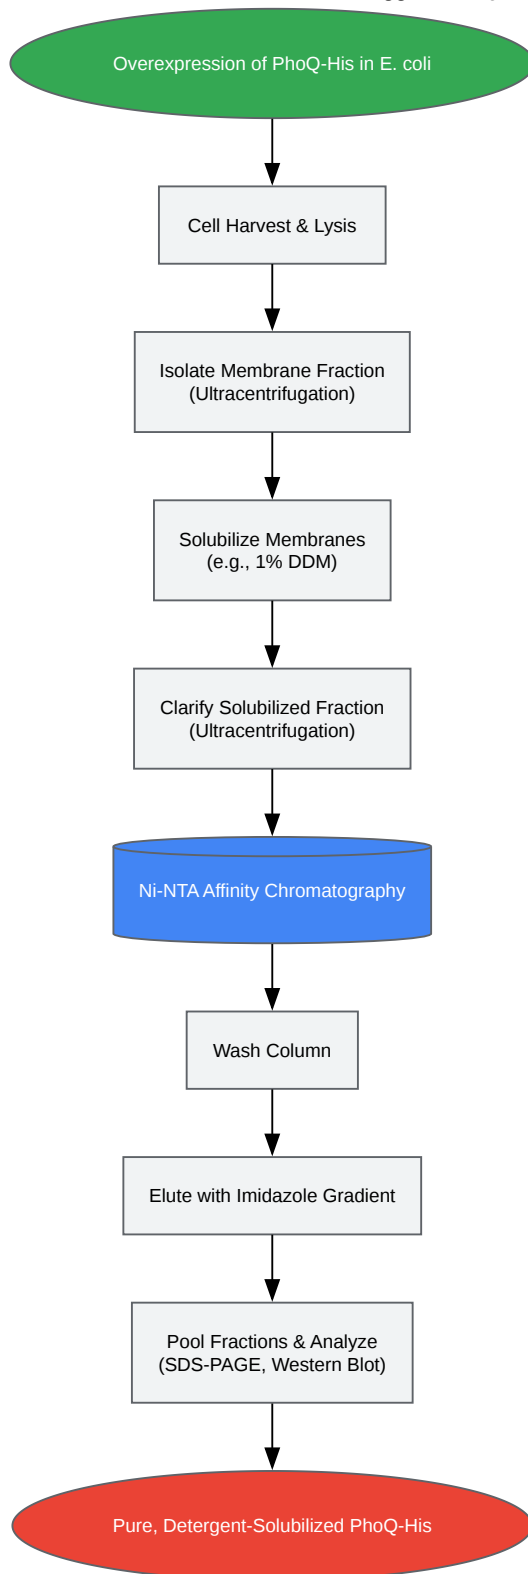 Overexpression of PhoQ-His in E. coli
Cell Harvest & Lysis
Isolate Membrane Fraction
(Ultracentrifugation)
Solubilize Membranes
(e.g., 1% DDM)
Clarify Solubilized Fraction
(Ultracentrifugation)
Ni-NTA Affinity Chromatography
Wash Column
Elute with Imidazole Gradient
Pool Fractions & Analyze
(SDS-PAGE, Western Blot)
Pure, Detergent-Solubilized PhoQ-His